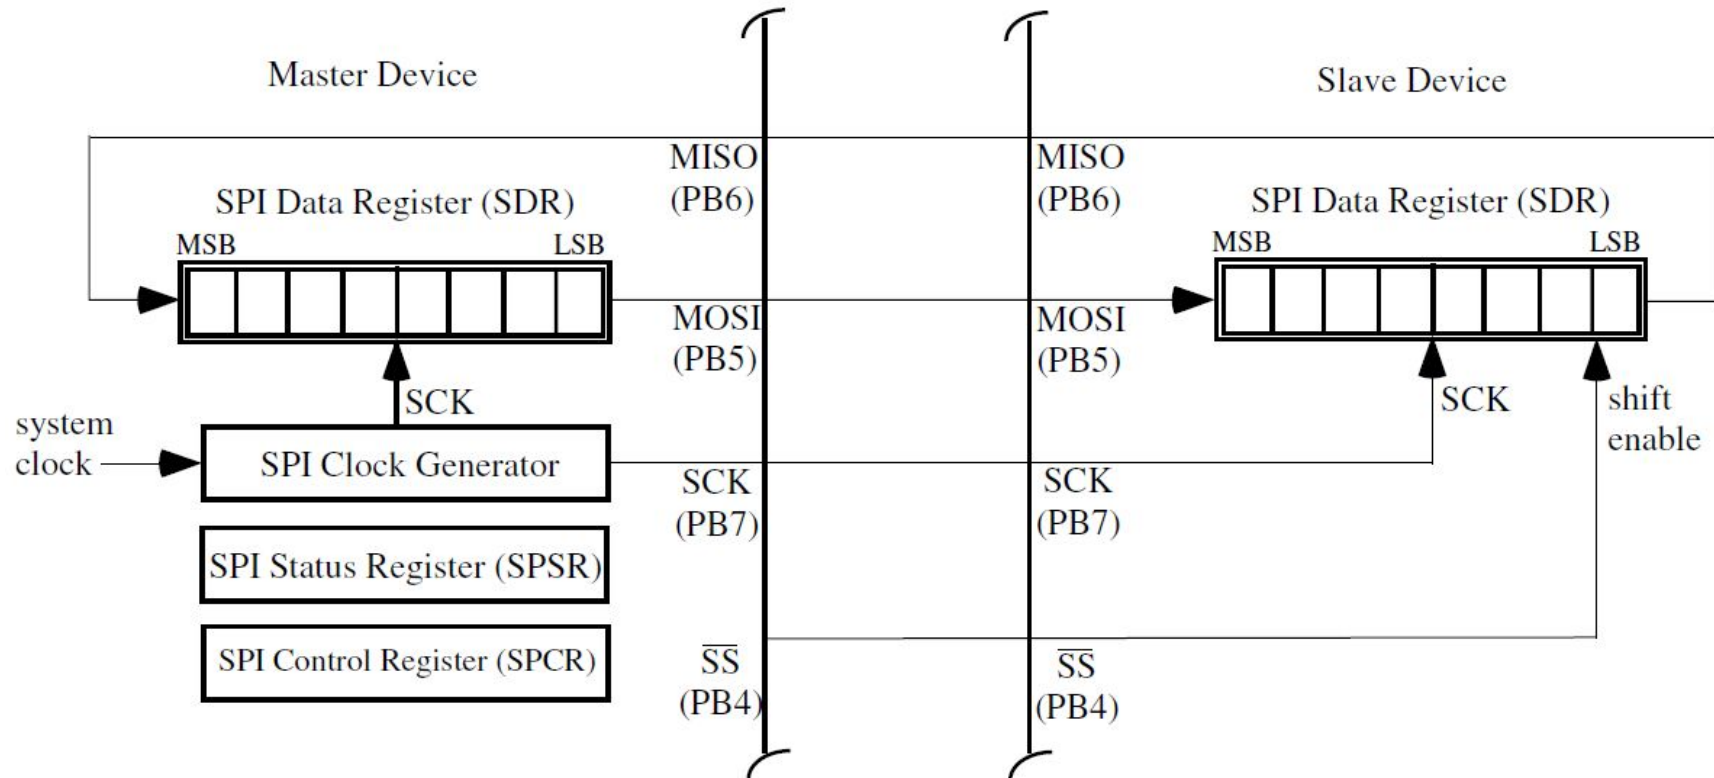 Master Device
Slave Device
MISO
(PB6)
MISO
(PB6)
SPI Data Register (SDR)
SPI Data Register (SDR)
MSB
LSB
MSB
LSB
MOSI
(PB5)
MOSI
(PB5)
SCK
SCK
shift
enable
system
clock
SPI Clock Generator
SCK
(PB7)
SCK
(PB7)
SPI Status Register (SPSR)
SPI Control Register (SPCR)
S̅S̅
(PB4)
S̅S̅
(PB4)